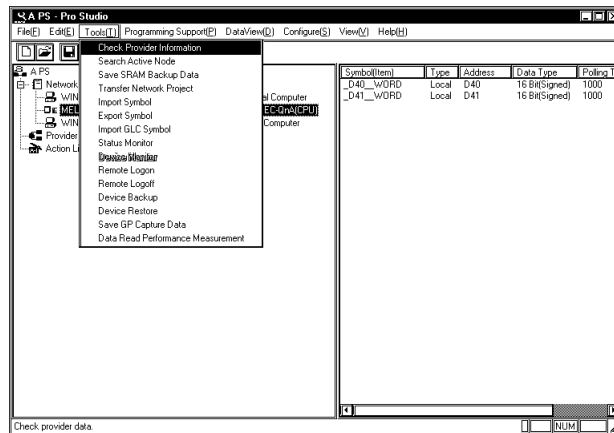 A PS - Pro Studio
File(F) Edit(E) Tools(T) Programming Support(P) DataView(D) Configure(S) View(V) Help(H)
Check Provider Information
Search Active Node
Save SRAM Backup Data
Transfer Network Project
Import Symbol
Export Symbol
Import GLC Symbol
Status Monitor
Device Monitor
Remote Logon
Remote Logoff
Device Backup
Device Restore
Save GP Capture Data
Data Read Performance Measurement
A PS
Network
WIN
el Computer
MEL
EC-QnA(CPU)
WIN
Computer
Provider
Action Li
Symbol(Item) Type Address Data Type Polling T
_D40__WORD Local D40 16 Bit(Signed) 1000
_D41__WORD Local D41 16 Bit(Signed) 1000
Check provider data.
NUM